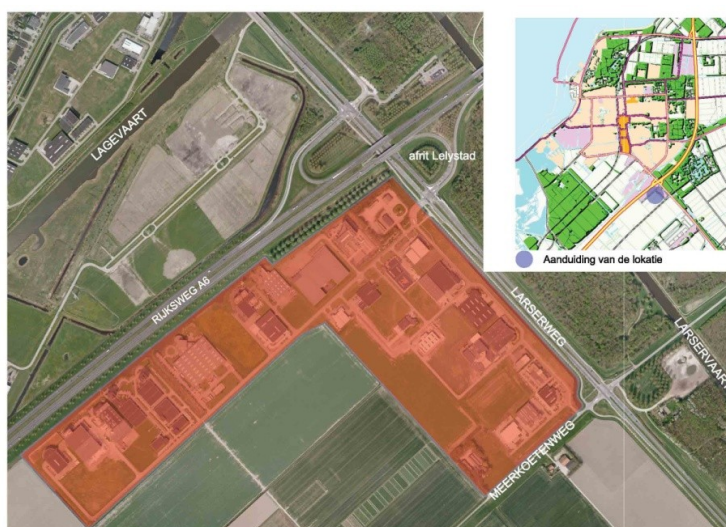 LAGEVAART
afrit Lelystad
RIJKSWEG A6
LARSERWEG
LARSERVAART
MEERKOETENWEG
Aanduiding van de lokatie